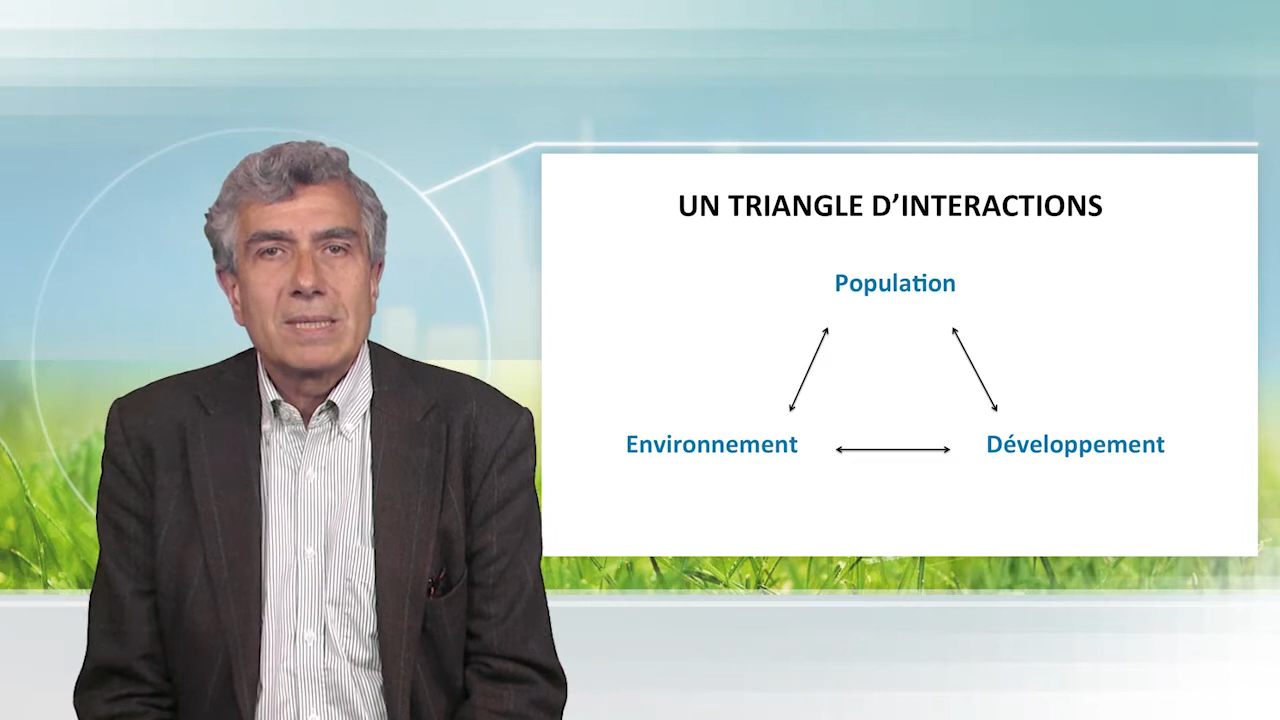 UN TRIANGLE D’INTERACTIONS
Population
Environnement
Développement